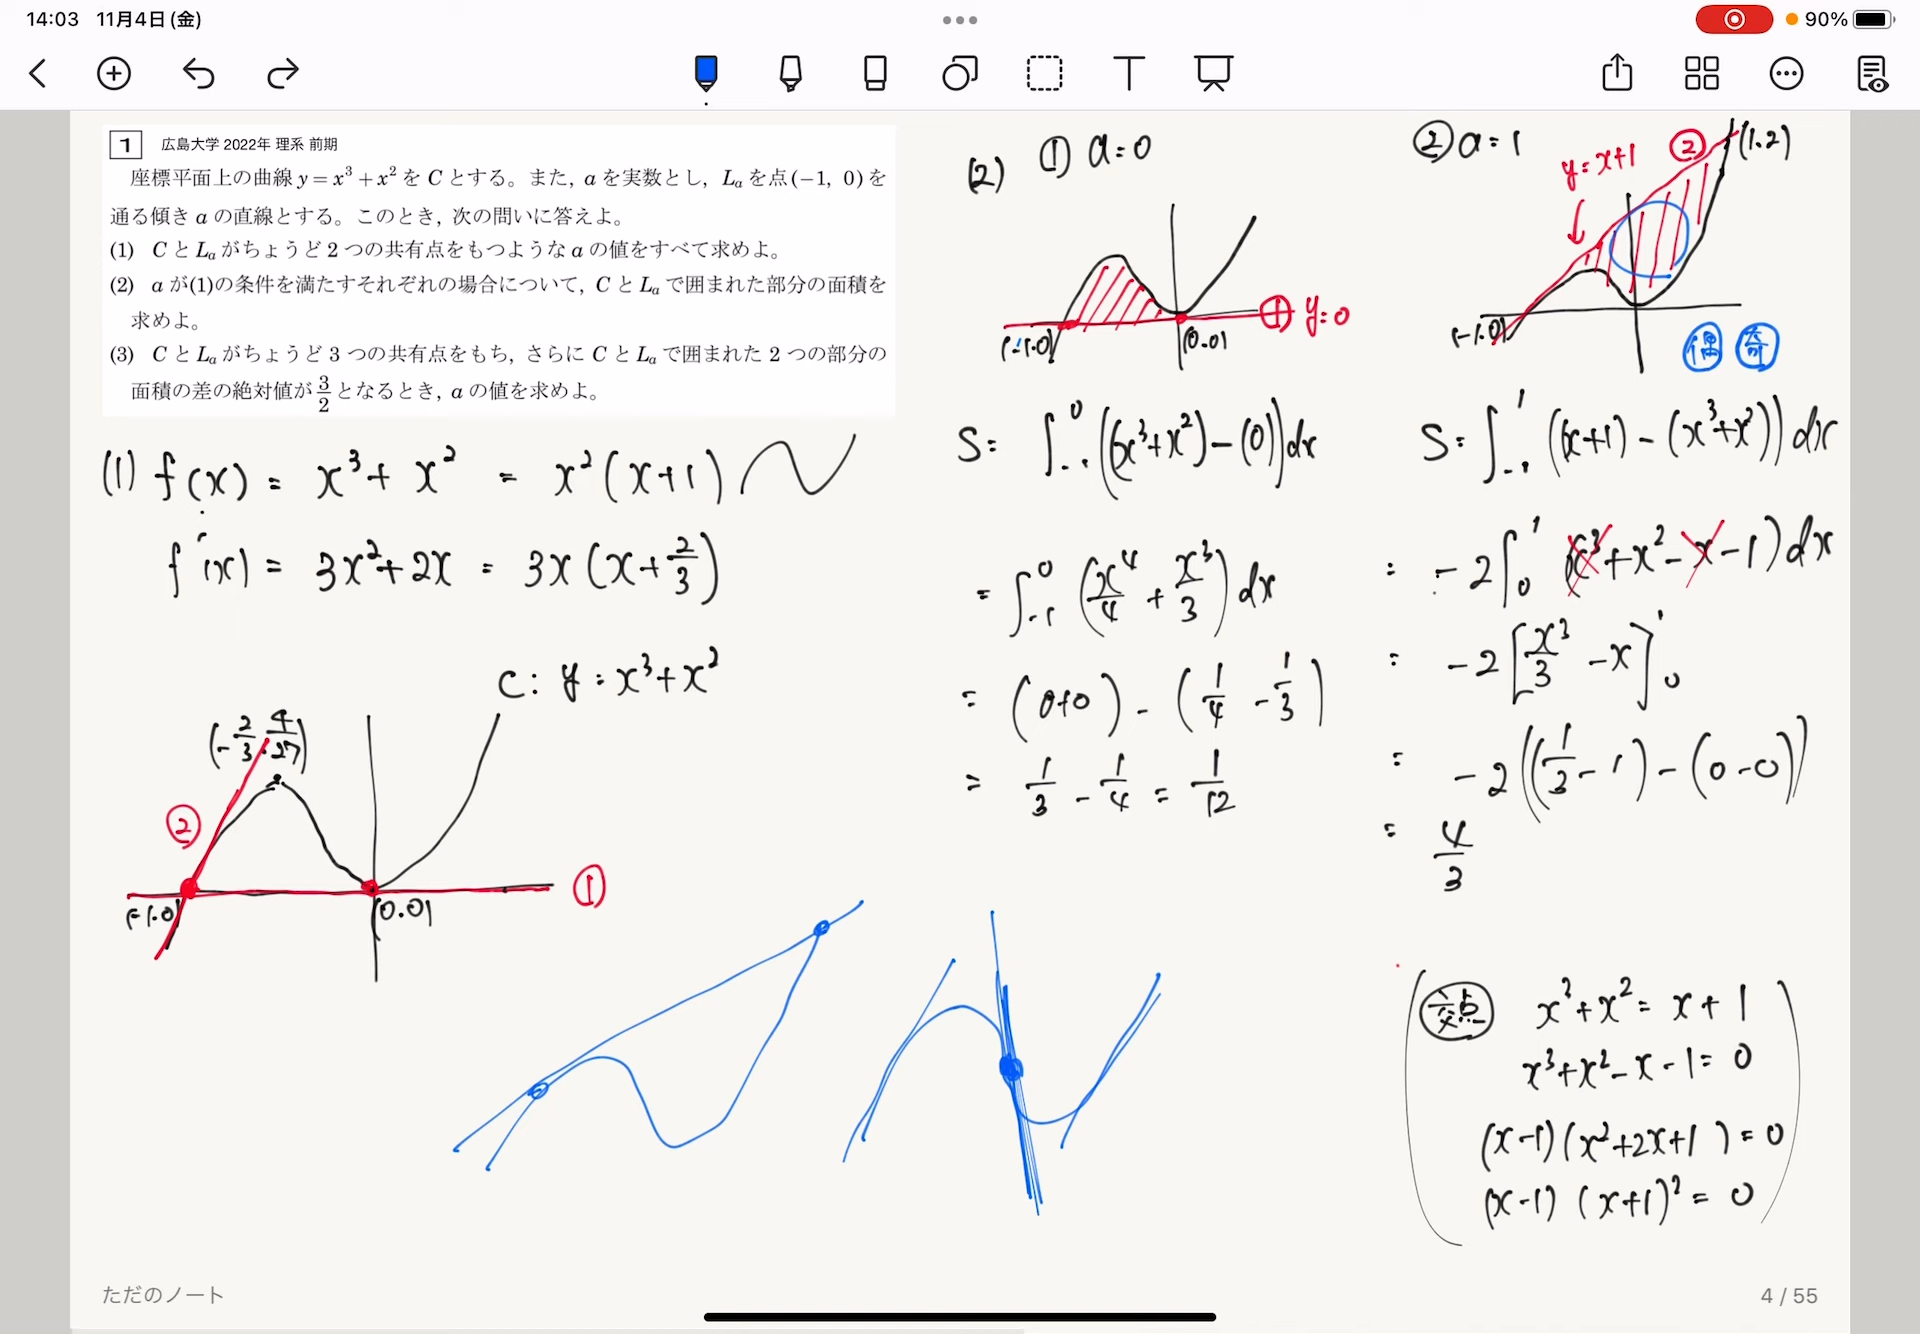 14:03 11月4日(金)
90%
1 広島大学 2022年 理系 前期
座標平面上の曲線 y=x³+x² を C とする。また, a を実数とし, Lₐ を点(−1, 0)を
通る傾き a の直線とする。このとき, 次の問いに答えよ。
(1) C と Lₐ がちょうど 2 つの共有点をもつような a の値をすべて求めよ。
(2) a が(1)の条件を満たすそれぞれの場合について, C と Lₐ で囲まれた部分の面積を
求めよ。
(3) C と Lₐ がちょうど 3 つの共有点をもち, さらに C と Lₐ で囲まれた 2 つの部分の
面積の差の絶対値が 3/2 となるとき, a の値を求めよ。
(1) f(x) = x³+x² = x²(x+1)
f'(x) = 3x²+2x = 3x(x+2/3)
C: y=x³+x²
(-2/3, 4/27)
②
(-1.0)
(0.0)
①
(2) ① a=0
① y=0
(-1.0)
(0.0)
S= ∫₋₁⁰ ((x³+x²)-(0))dx
= ∫₋₁⁰ (x⁴/4 + x³/3) dx
= (0+0) - (1/4 - 1/3)
= 1/3 - 1/4 = 1/12
② a=1
y=x+1
②
(1.2)
(-1.0)
偶 奇
S= ∫₋₁¹ ((x+1)-(x³+x²)) dx
= -2∫₀¹ (x³+x²-x-1)dx
= -2[x³/3 - x]₀¹
= -2((1/3-1)-(0-0))
= 4/3
交点 x³+x² = x+1
x³+x²-x-1=0
(x-1)(x²+2x+1)=0
(x-1)(x+1)²=0
ただのノート
4 / 55